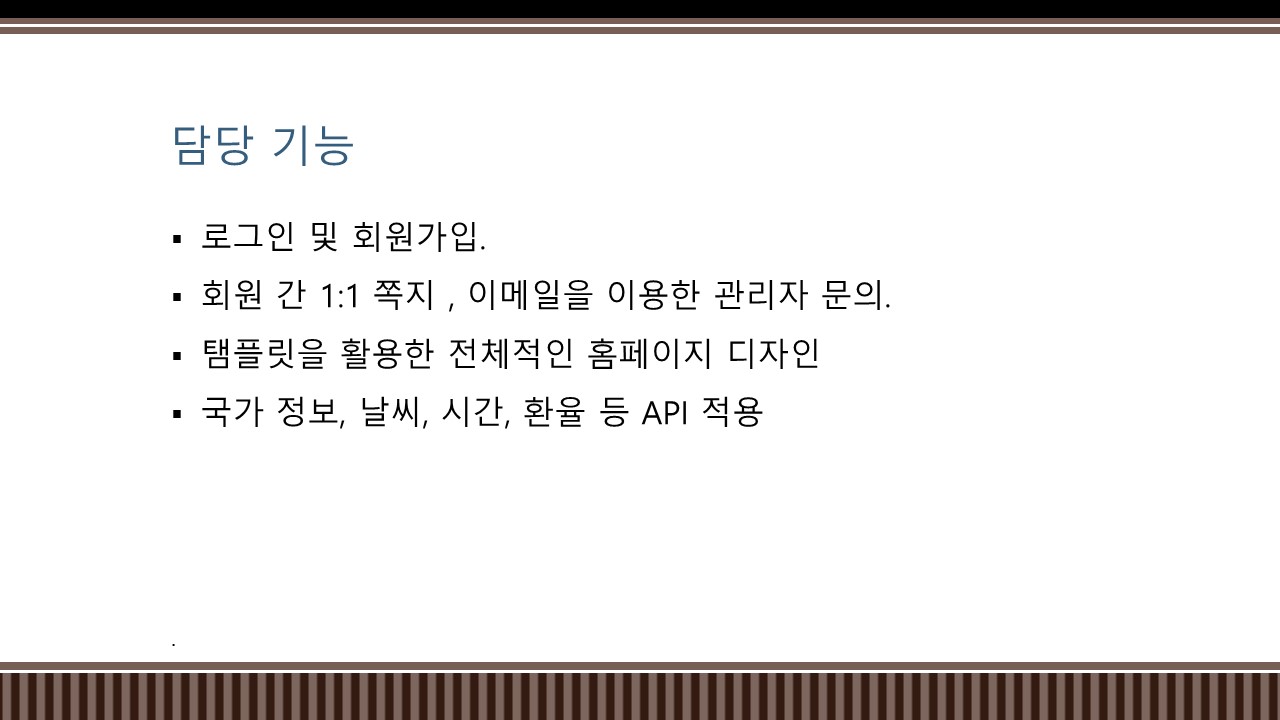 담당 기능
▪ 로그인 및 회원가입.
▪ 회원 간 1:1 쪽지 , 이메일을 이용한 관리자 문의.
▪ 탬플릿을 활용한 전체적인 홈페이지 디자인
▪ 국가 정보, 날씨, 시간, 환율 등 API 적용
.